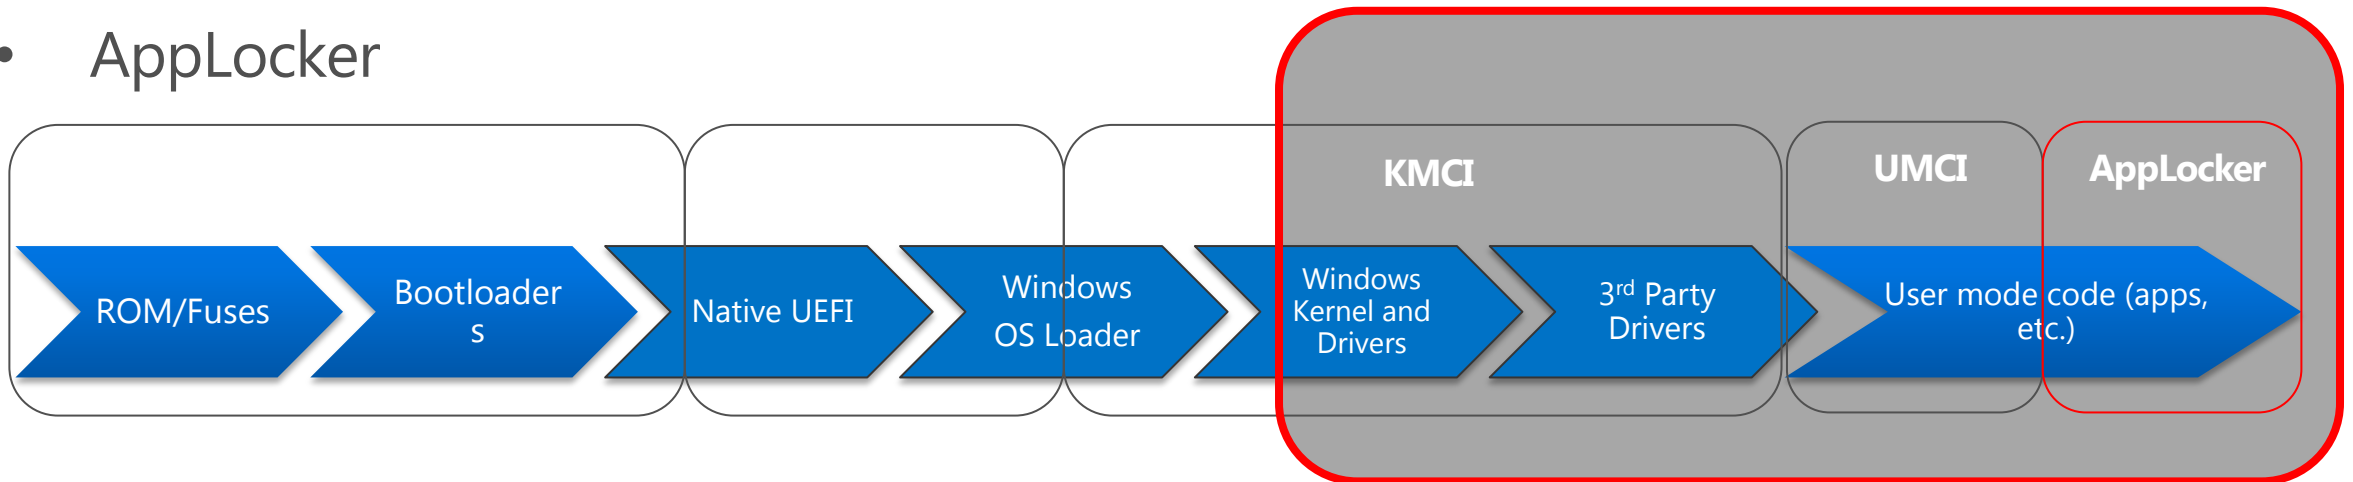 • AppLocker
KMCI
UMCI
AppLocker
ROM/Fuses
Bootloader
s
Native UEFI
Windows
OS Loader
Windows
Kernel and
Drivers
3rd Party
Drivers
User mode code (apps,
etc.)